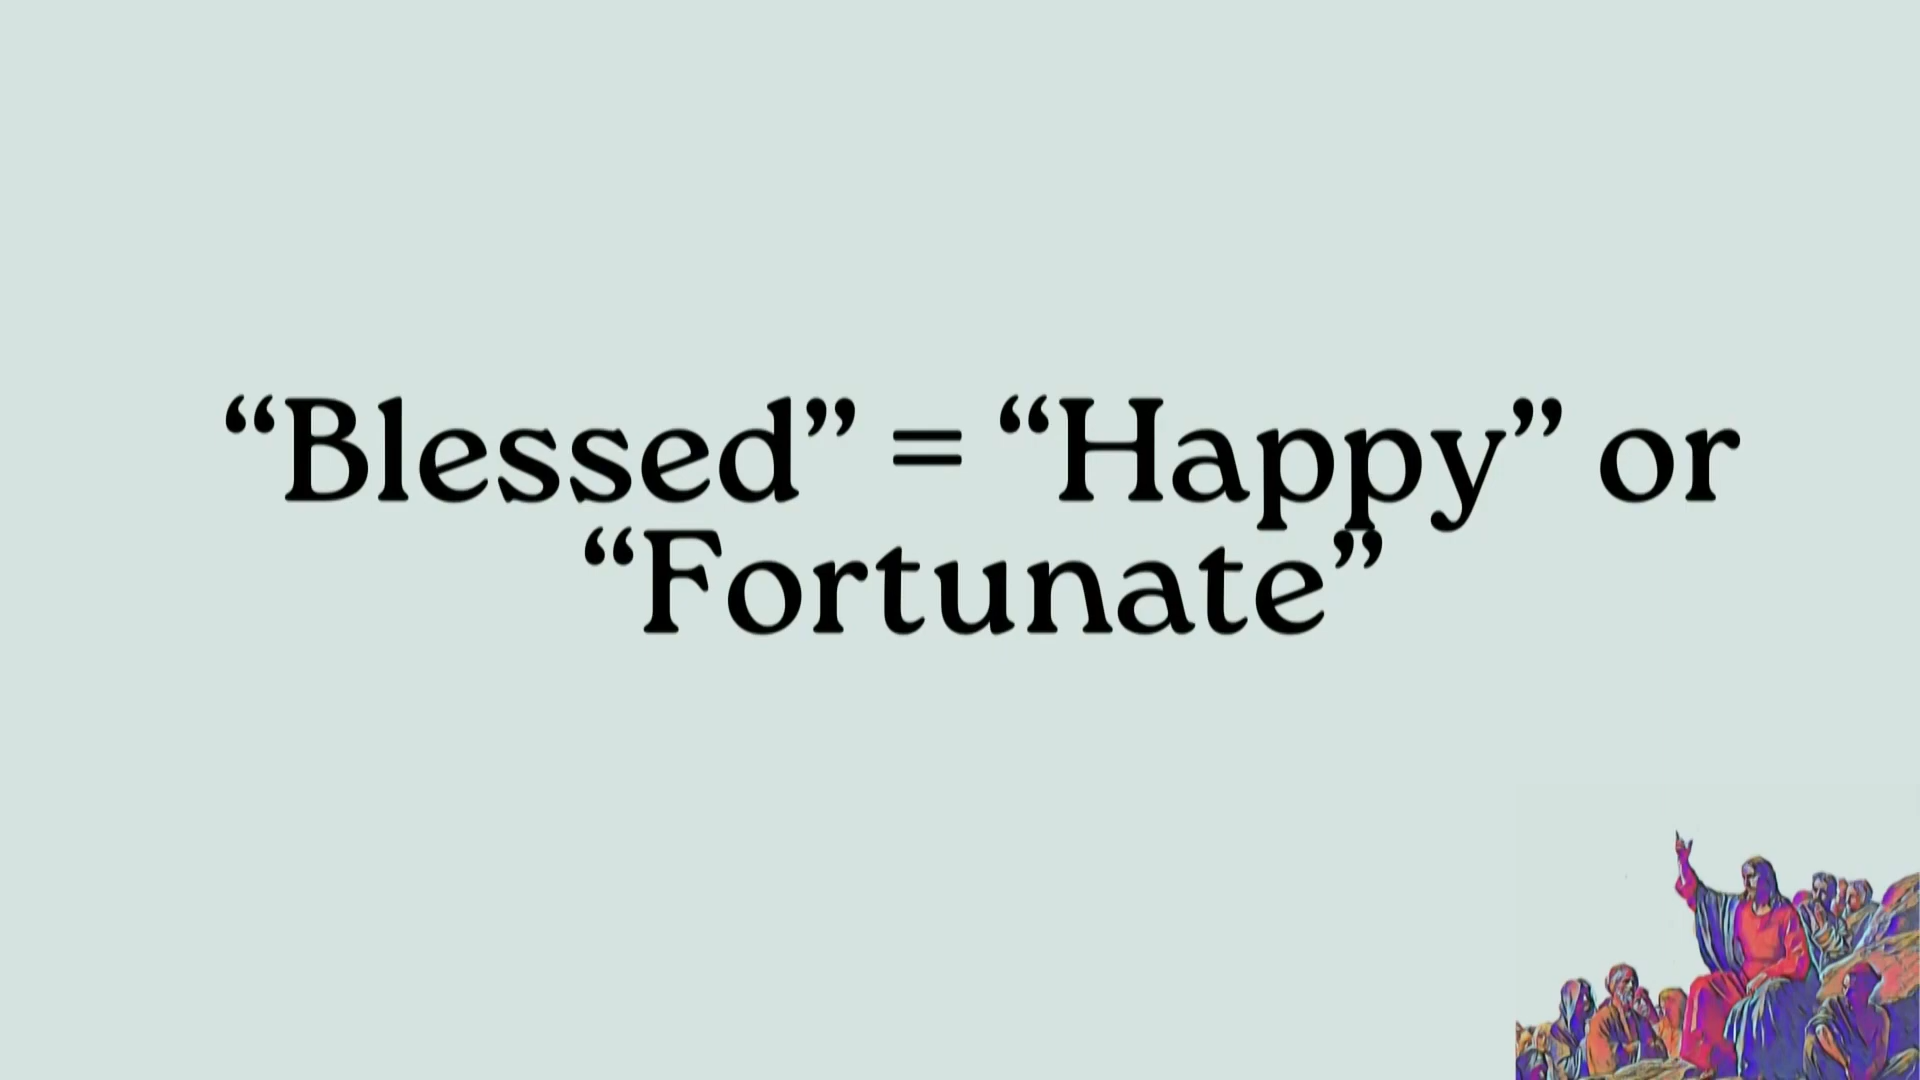 “Blessed” = “Happy” or
“Fortunate”